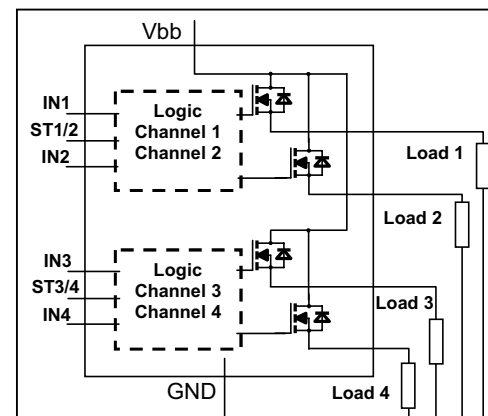 Vbb
IN1
ST1/2
IN2
Logic
Channel 1
Channel 2
Load 1
Load 2
IN3
ST3/4
IN4
Logic
Channel 3
Channel 4
Load 3
Load 4
GND